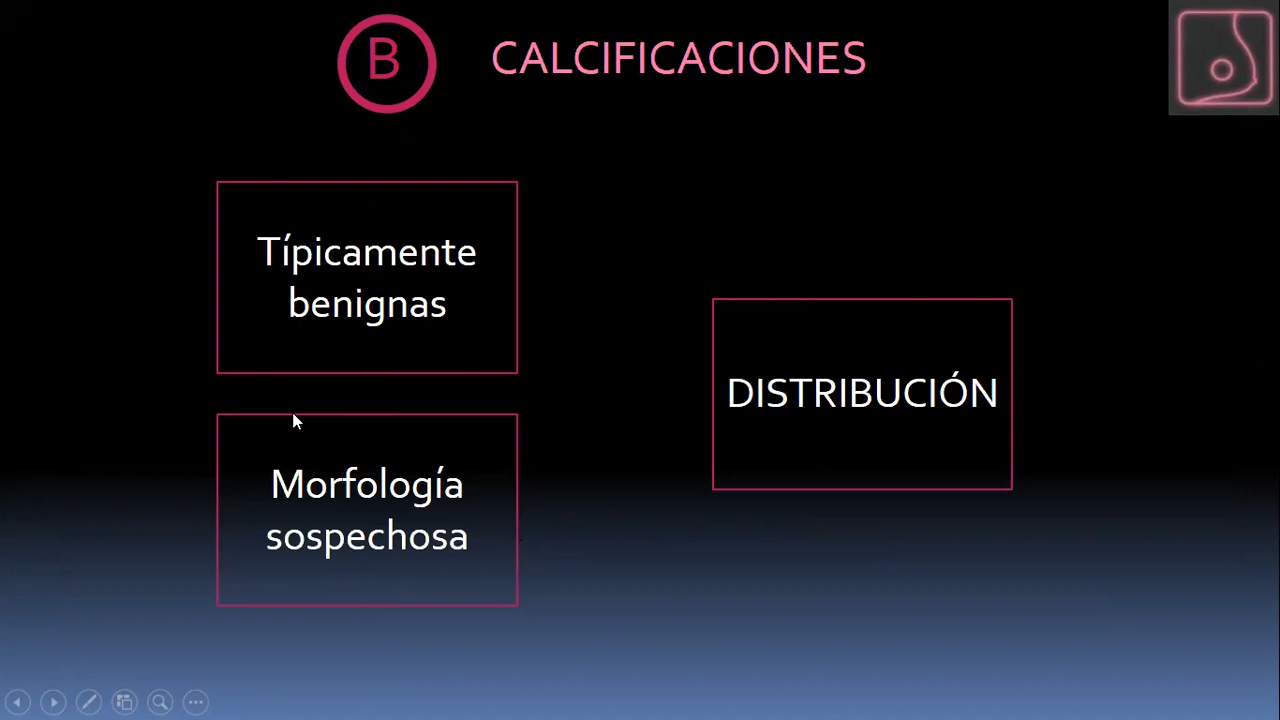 B
CALCIFICACIONES
Típicamente
benignas
Morfología
sospechosa
DISTRIBUCIÓN